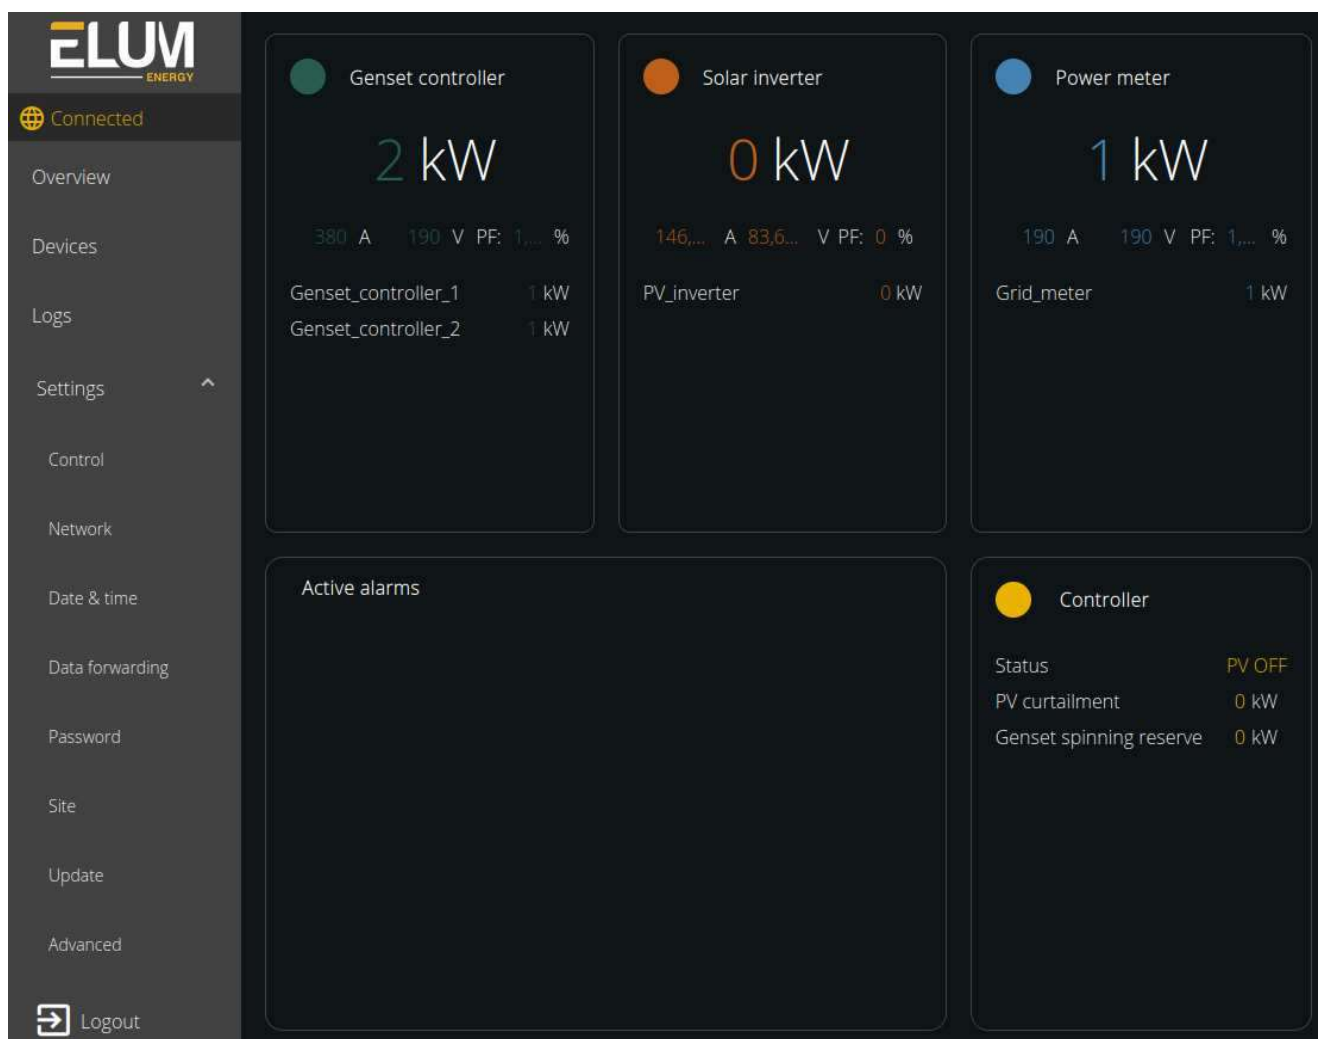 ELUM
ENERGY
Connected
Overview
Devices
Logs
Settings
Control
Network
Date & time
Data forwarding
Password
Site
Update
Advanced
Logout
Genset controller
2 kW
380 A 190 V PF: 1,... %
Genset_controller_1 1 kW
Genset_controller_2 1 kW
Solar inverter
0 kW
146,... A 83,6... V PF: 0 %
PV_inverter 0 kW
Power meter
1 kW
190 A 190 V PF: 1,... %
Grid_meter 1 kW
Active alarms
Controller
Status PV OFF
PV curtailment 0 kW
Genset spinning reserve 0 kW